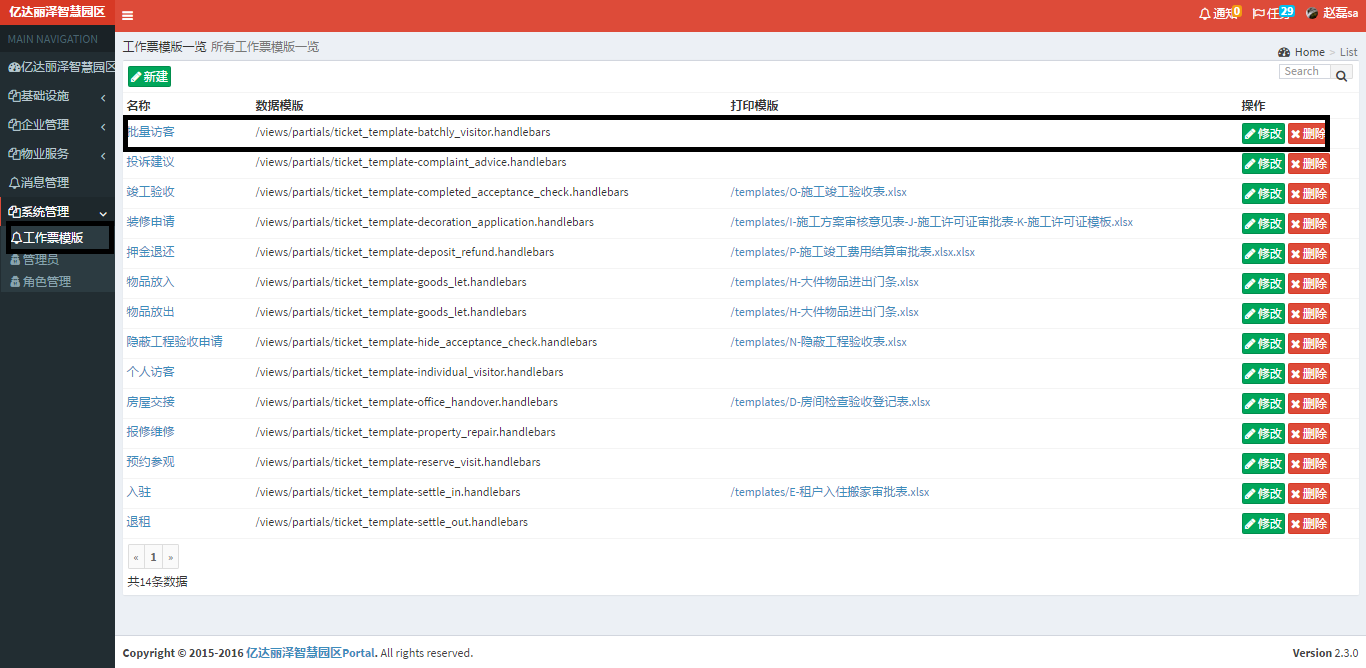 亿达丽泽智慧园区
通知 0 任务 29 赵磊sa
MAIN NAVIGATION
亿达丽泽智慧园区
基础设施
企业管理
物业服务
消息管理
系统管理
工作票模版
管理员
角色管理
工作票模版一览 所有工作票模版一览
Home > List
新建
Search
名称 数据模版 打印模版 操作
批量访客 /views/partials/ticket_template-batchly_visitor.handlebars 修改 删除
投诉建议 /views/partials/ticket_template-complaint_advice.handlebars 修改 删除
竣工验收 /views/partials/ticket_template-completed_acceptance_check.handlebars /templates/O-施工竣工验收表.xlsx 修改 删除
装修申请 /views/partials/ticket_template-decoration_application.handlebars /templates/I-施工方案审核意见表-J-施工许可证审批表-K-施工许可证模板.xlsx 修改 删除
押金退还 /views/partials/ticket_template-deposit_refund.handlebars /templates/P-施工竣工费用结算审批表.xlsx.xlsx 修改 删除
物品放入 /views/partials/ticket_template-goods_let.handlebars /templates/H-大件物品进出门条.xlsx 修改 删除
物品放出 /views/partials/ticket_template-goods_let.handlebars /templates/H-大件物品进出门条.xlsx 修改 删除
隐蔽工程验收申请 /views/partials/ticket_template-hide_acceptance_check.handlebars /templates/N-隐蔽工程验收表.xlsx 修改 删除
个人访客 /views/partials/ticket_template-individual_visitor.handlebars 修改 删除
房屋交接 /views/partials/ticket_template-office_handover.handlebars /templates/D-房间检查验收登记表.xlsx 修改 删除
报修维修 /views/partials/ticket_template-property_repair.handlebars 修改 删除
预约参观 /views/partials/ticket_template-reserve_visit.handlebars 修改 删除
入驻 /views/partials/ticket_template-settle_in.handlebars /templates/E-租户入住搬家审批表.xlsx 修改 删除
退租 /views/partials/ticket_template-settle_out.handlebars 修改 删除
« 1 »
共14条数据
Copyright © 2015-2016 亿达丽泽智慧园区Portal. All rights reserved.
Version 2.3.0